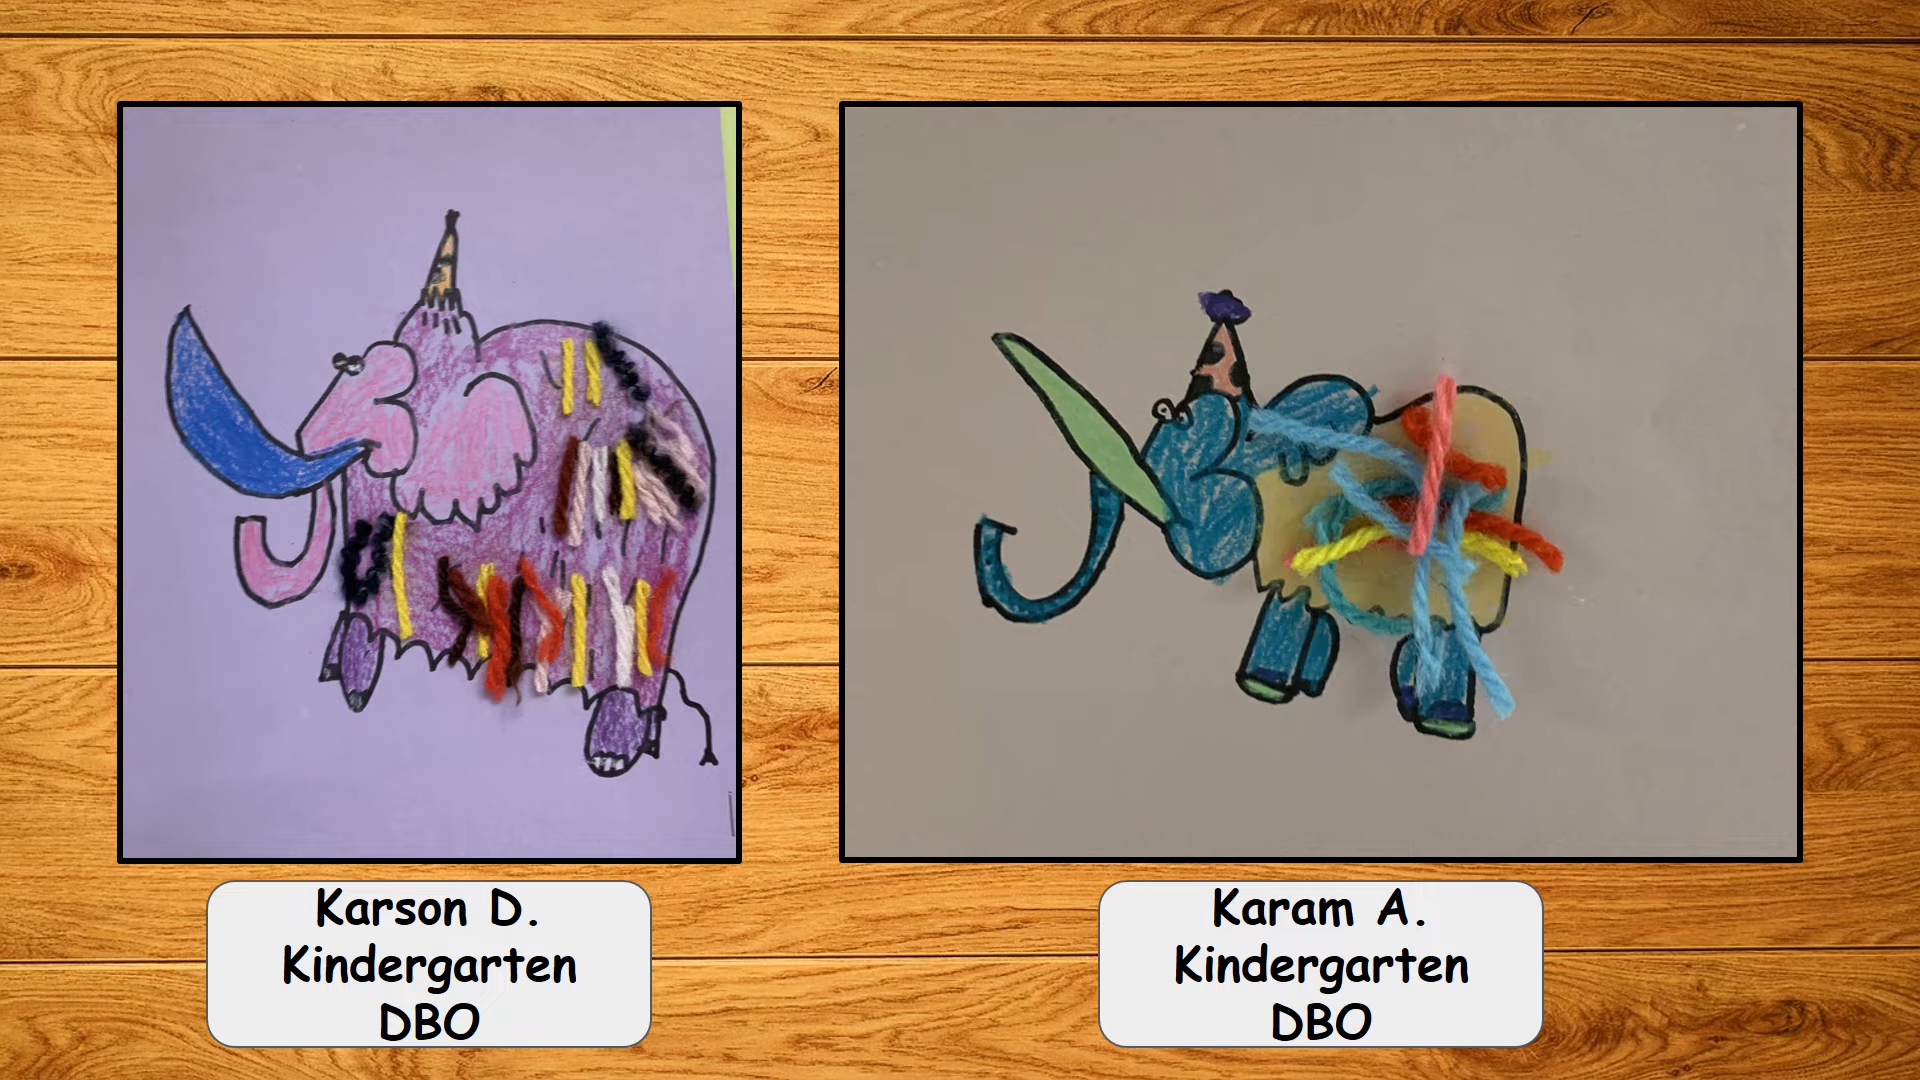 Karson D.
Kindergarten
DBO
Karam A.
Kindergarten
DBO